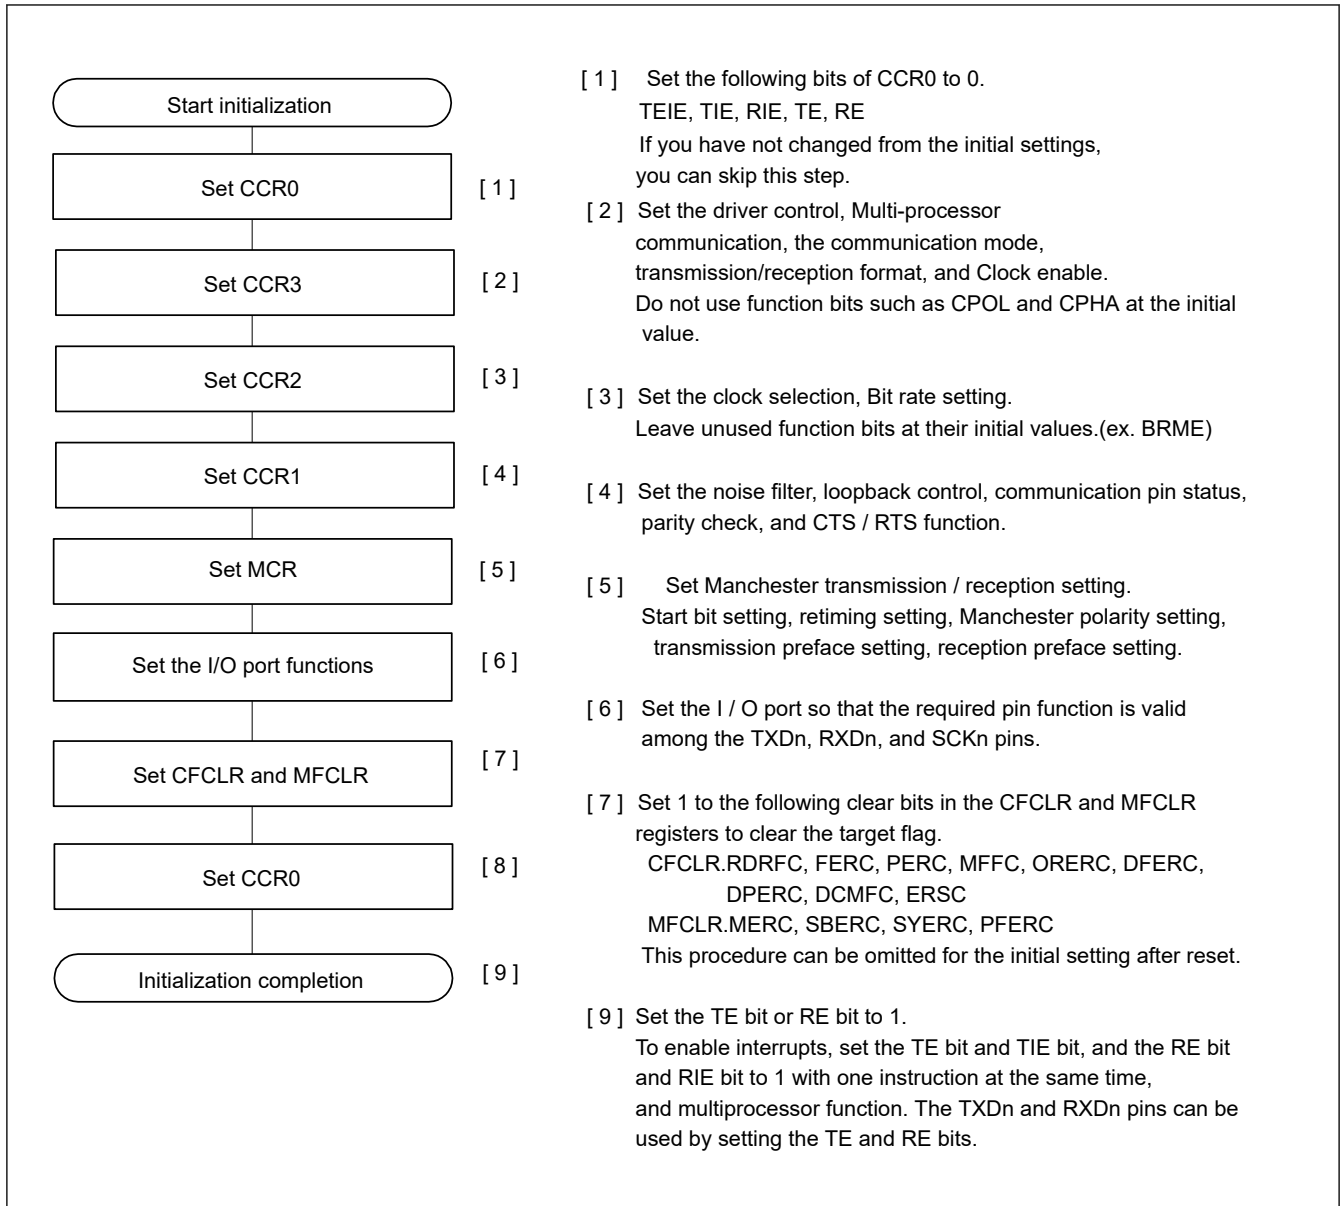 Start initialization
Set CCR0
[ 1 ]
Set CCR3
[ 2 ]
Set CCR2
[ 3 ]
Set CCR1
[ 4 ]
Set MCR
[ 5 ]
Set the I/O port functions
[ 6 ]
Set CFCLR and MFCLR
[ 7 ]
Set CCR0
[ 8 ]
Initialization completion
[ 9 ]
[ 1 ] Set the following bits of CCR0 to 0.
TEIE, TIE, RIE, TE, RE
If you have not changed from the initial settings,
you can skip this step.
[ 2 ] Set the driver control, Multi-processor
communication, the communication mode,
transmission/reception format, and Clock enable.
Do not use function bits such as CPOL and CPHA at the initial
value.
[ 3 ] Set the clock selection, Bit rate setting.
Leave unused function bits at their initial values.(ex. BRME)
[ 4 ] Set the noise filter, loopback control, communication pin status,
parity check, and CTS / RTS function.
[ 5 ] Set Manchester transmission / reception setting.
Start bit setting, retiming setting, Manchester polarity setting,
transmission preface setting, reception preface setting.
[ 6 ] Set the I / O port so that the required pin function is valid
among the TXDn, RXDn, and SCKn pins.
[ 7 ] Set 1 to the following clear bits in the CFCLR and MFCLR
registers to clear the target flag.
CFCLR.RDRFC, FERC, PERC, MFFC, ORERC, DFERC,
DPERC, DCMFC, ERSC
MFCLR.MERC, SBERC, SYERC, PFERC
This procedure can be omitted for the initial setting after reset.
[ 9 ] Set the TE bit or RE bit to 1.
To enable interrupts, set the TE bit and TIE bit, and the RE bit
and RIE bit to 1 with one instruction at the same time,
and multiprocessor function. The TXDn and RXDn pins can be
used by setting the TE and RE bits.